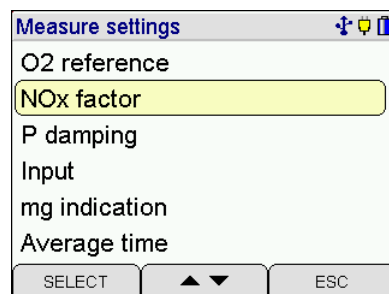 Measure settings
O2 reference
NOx factor
P damping
Input
mg indication
Average time
SELECT ▲ ▼ ESC